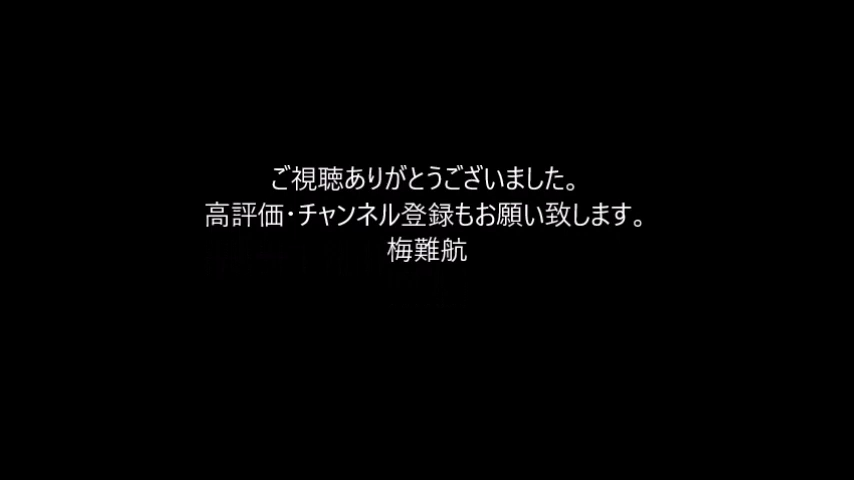 ご視聴ありがとうございました。
高評価・チャンネル登録もお願い致します。
梅難航